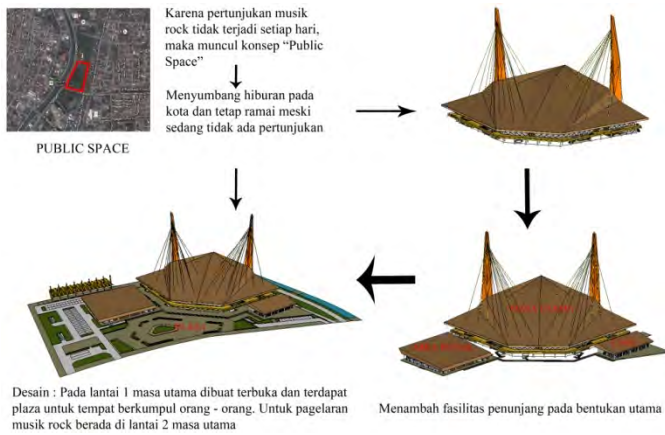 Karena pertunjukan musik
rock tidak terjadi setiap hari,
maka muncul konsep “Public
Space”
Menyumbang hiburan pada
kota dan tetap ramai meski
sedang tidak ada pertunjukan
PUBLIC SPACE
Desain : Pada lantai 1 masa utama dibuat terbuka dan terdapat
plaza untuk tempat berkumpul orang - orang. Untuk pagelaran
musik rock berada di lantai 2 masa utama
Menambah fasilitas penunjang pada bentukan utama